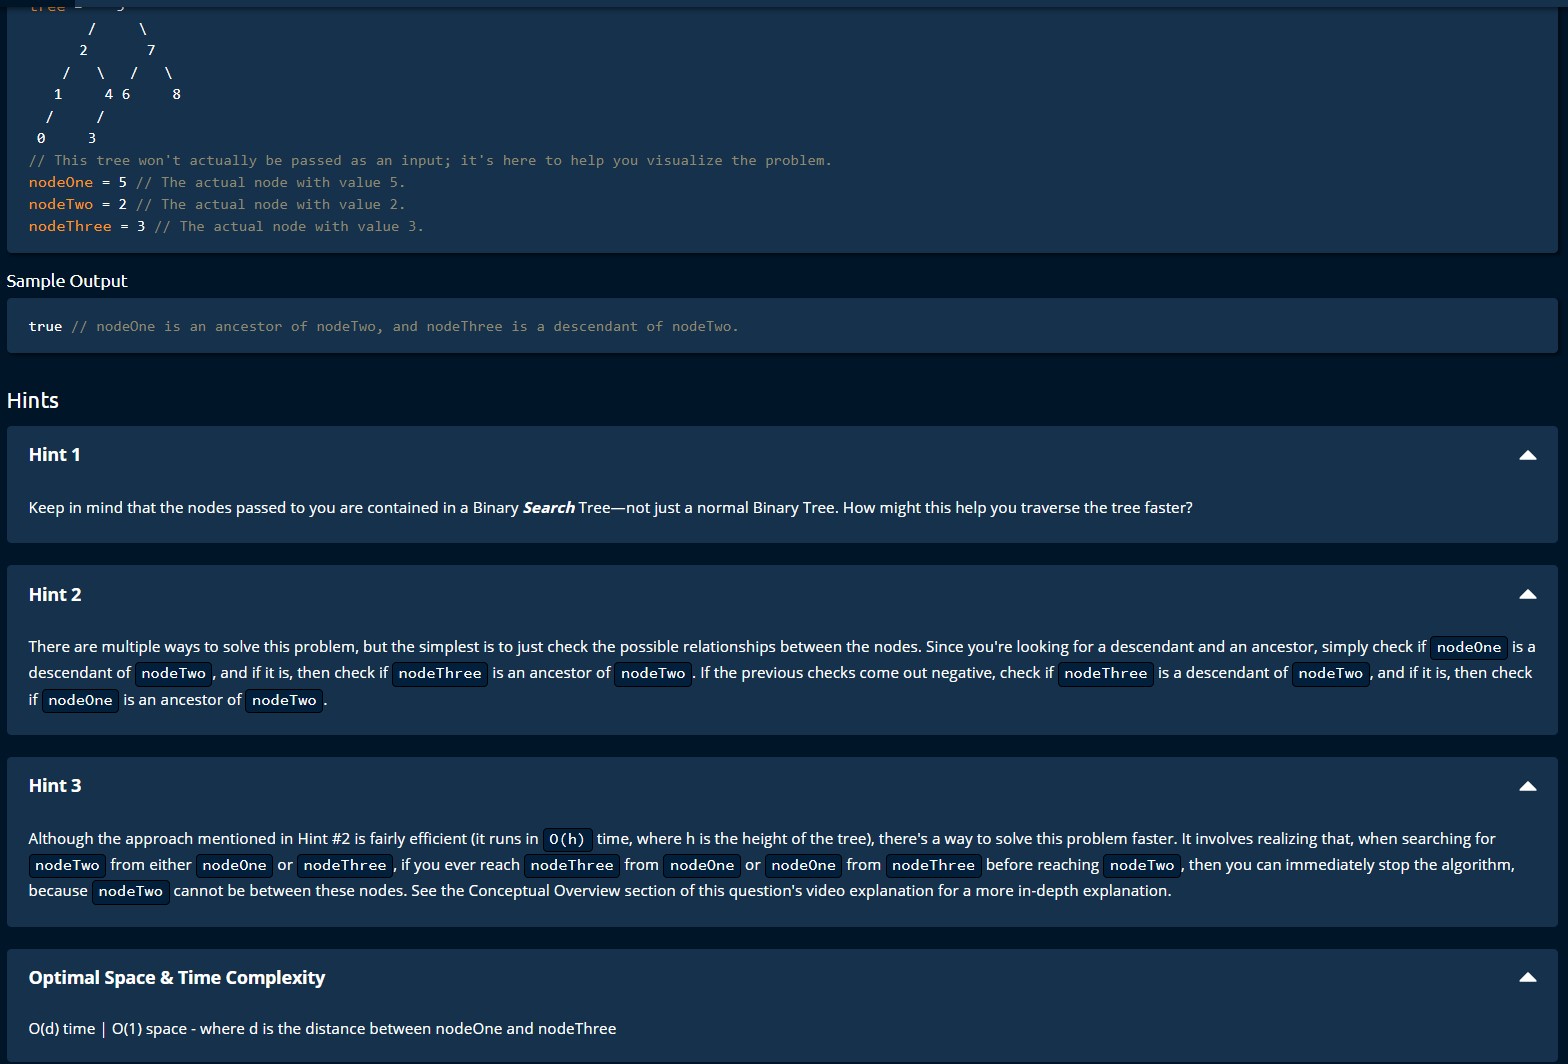 tree =
/ \
2 7
/ \ / \
1 4 6 8
/ /
0 3
// This tree won't actually be passed as an input; it's here to help you visualize the problem.
nodeOne = 5 // The actual node with value 5.
nodeTwo = 2 // The actual node with value 2.
nodeThree = 3 // The actual node with value 3.
Sample Output
true // nodeOne is an ancestor of nodeTwo, and nodeThree is a descendant of nodeTwo.
Hints
Hint 1
Keep in mind that the nodes passed to you are contained in a Binary Search Tree—not just a normal Binary Tree. How might this help you traverse the tree faster?
Hint 2
There are multiple ways to solve this problem, but the simplest is to just check the possible relationships between the nodes. Since you're looking for a descendant and an ancestor, simply check if nodeOne is a
descendant of nodeTwo , and if it is, then check if nodeThree is an ancestor of nodeTwo . If the previous checks come out negative, check if nodeThree is a descendant of nodeTwo , and if it is, then check
if nodeOne is an ancestor of nodeTwo .
Hint 3
Although the approach mentioned in Hint #2 is fairly efficient (it runs in O(h) time, where h is the height of the tree), there's a way to solve this problem faster. It involves realizing that, when searching for
nodeTwo from either nodeOne or nodeThree , if you ever reach nodeThree from nodeOne or nodeOne from nodeThree before reaching nodeTwo , then you can immediately stop the algorithm,
because nodeTwo cannot be between these nodes. See the Conceptual Overview section of this question's video explanation for a more in-depth explanation.
Optimal Space & Time Complexity
O(d) time | O(1) space - where d is the distance between nodeOne and nodeThree